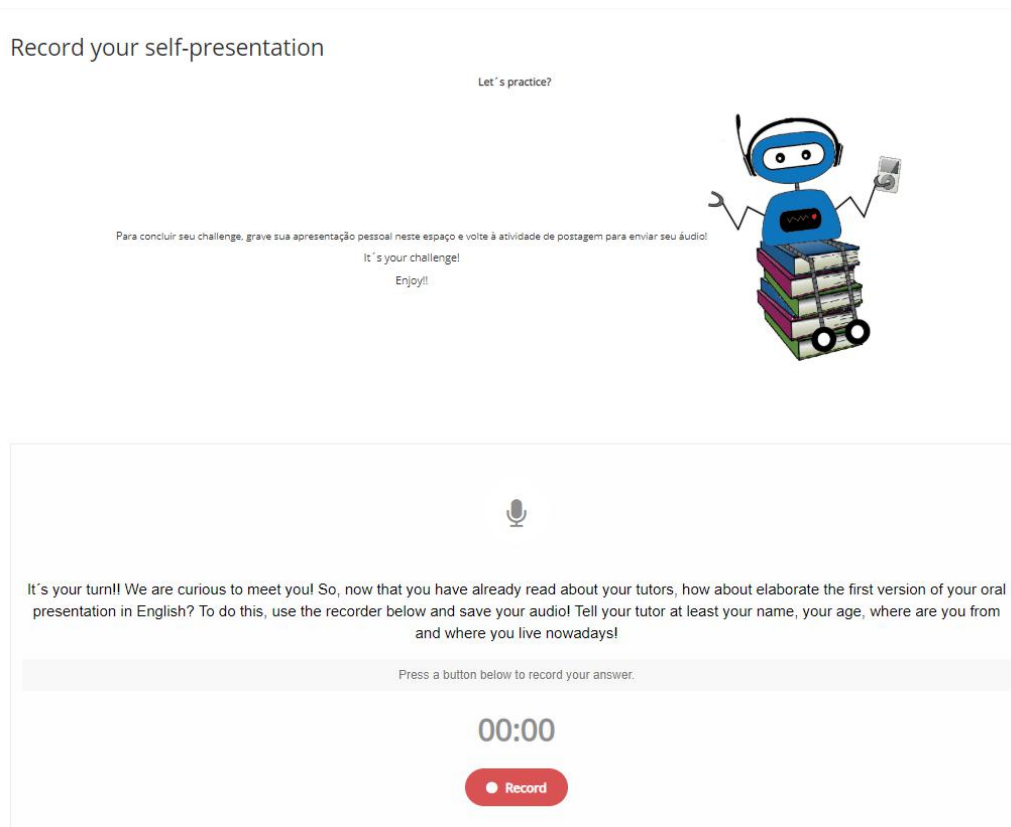 Record your self-presentation
Let´s practice?
Para concluir seu challenge, grave sua apresentação pessoal neste espaço e volte à atividade de postagem para enviar seu áudio!
It´s your challenge!
Enjoy!!
It´s your turn!! We are curious to meet you! So, now that you have already read about your tutors, how about elaborate the first version of your oral
presentation in English? To do this, use the recorder below and save your audio! Tell your tutor at least your name, your age, where are you from
and where you live nowadays!
Press a button below to record your answer.
00:00
Record